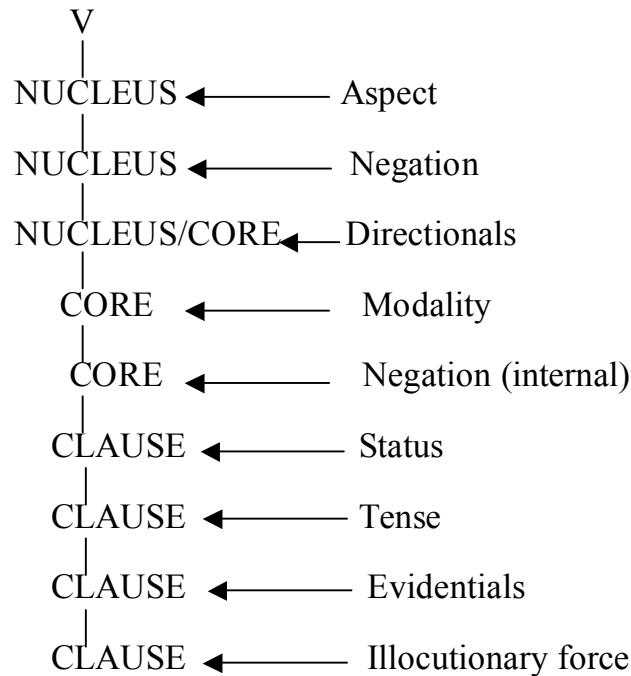 V
NUCLEUS Aspect
NUCLEUS Negation
NUCLEUS/CORE Directionals
CORE Modality
CORE Negation (internal)
CLAUSE Status
CLAUSE Tense
CLAUSE Evidentials
CLAUSE Illocutionary force